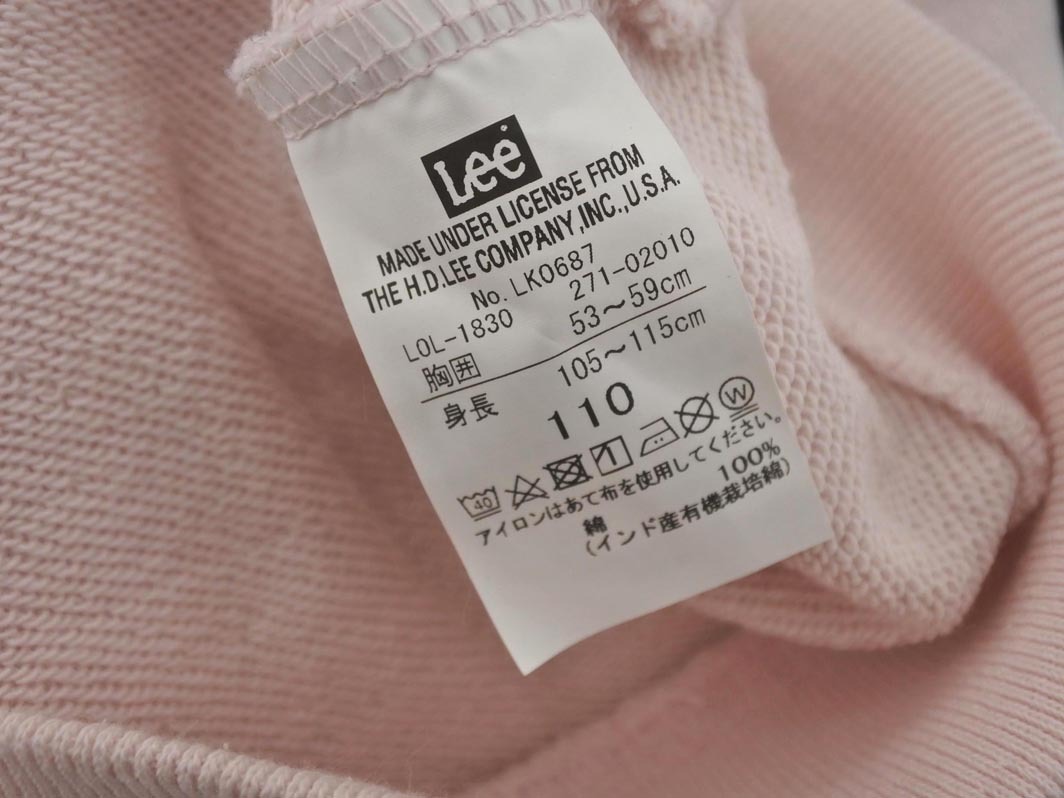 Lee
MADE UNDER LICENSE FROM
THE H.D.LEE COMPANY,INC.,U.S.A.
No. LK0687
LOL-1830 271-02010
胸囲 53～59cm
身長 105～115cm
110
40 W
アイロンはあて布を使用してください。
綿 100%
(インド産有機栽培綿)